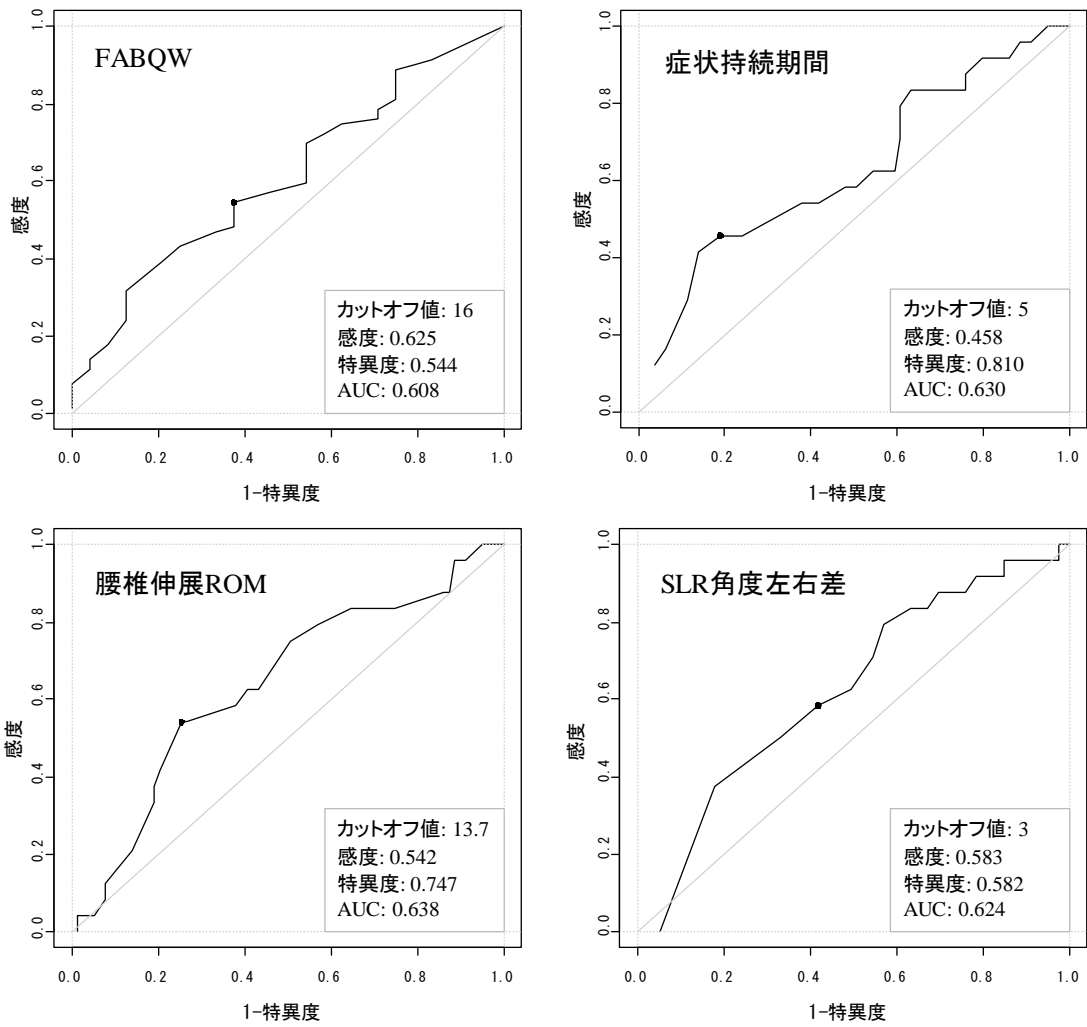 FABQW
1.0
0.8
0.6
0.4
0.2
0.0
感度
カットオフ値: 16
感度: 0.625
特異度: 0.544
AUC: 0.608
0.0 0.2 0.4 0.6 0.8 1.0
1-特異度
症状持続期間
1.0
0.8
0.6
0.4
0.2
0.0
感度
カットオフ値: 5
感度: 0.458
特異度: 0.810
AUC: 0.630
0.0 0.2 0.4 0.6 0.8 1.0
1-特異度
腰椎伸展ROM
1.0
0.8
0.6
0.4
0.2
0.0
感度
カットオフ値: 13.7
感度: 0.542
特異度: 0.747
AUC: 0.638
0.0 0.2 0.4 0.6 0.8 1.0
1-特異度
SLR角度左右差
1.0
0.8
0.6
0.4
0.2
0.0
感度
カットオフ値: 3
感度: 0.583
特異度: 0.582
AUC: 0.624
0.0 0.2 0.4 0.6 0.8 1.0
1-特異度